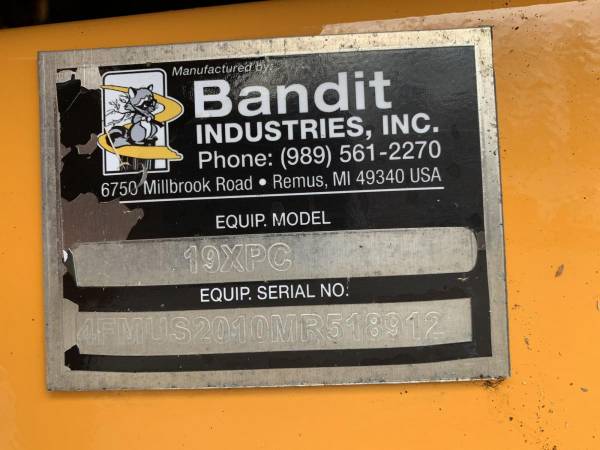 Manufactured by:
Bandit
INDUSTRIES, INC.
Phone: (989) 561-2270
6750 Millbrook Road • Remus, MI 49340 USA
EQUIP. MODEL
19XPC
EQUIP. SERIAL NO.
4FMUS2010MR518912